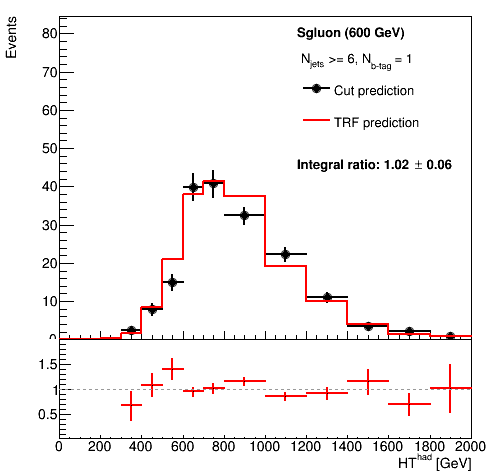 Events
Sgluon (600 GeV)
N_jets >= 6, N_b-tag = 1
Cut prediction
TRF prediction
Integral ratio: 1.02 ± 0.06
80
70
60
50
40
30
20
10
0
1.5
1
0.5
0 200 400 600 800 1000 1200 1400 1600 1800 2000
HT^had [GeV]